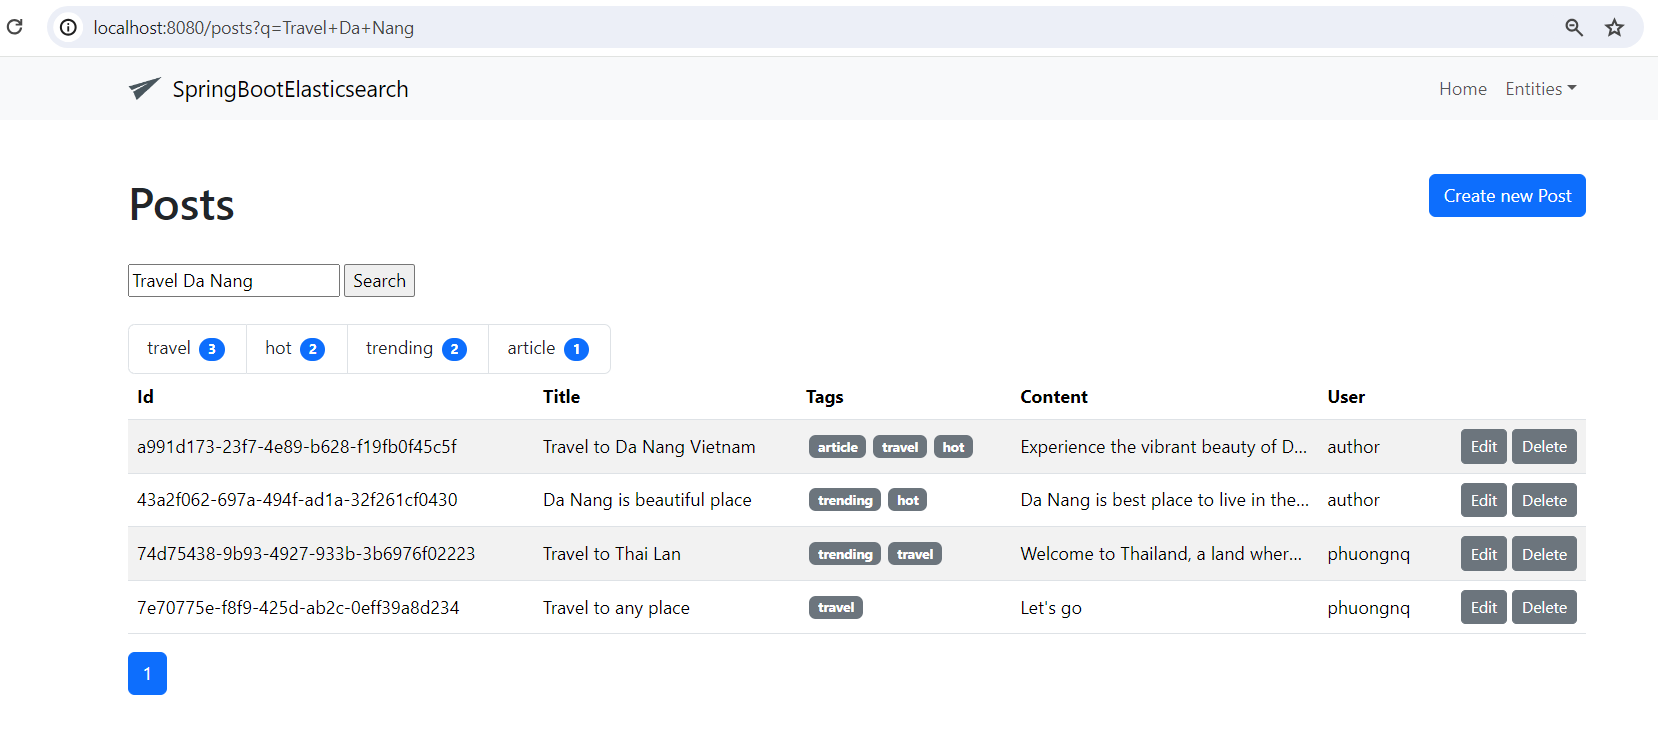 localhost:8080/posts?q=Travel+Da+Nang
SpringBootElasticsearch Home Entities
Posts Create new Post
Travel Da Nang Search
travel 3 hot 2 trending 2 article 1
Id Title Tags Content User
a991d173-23f7-4e89-b628-f19fb0f45c5f Travel to Da Nang Vietnam article travel hot Experience the vibrant beauty of D... author Edit Delete
43a2f062-697a-494f-ad1a-32f261cf0430 Da Nang is beautiful place trending hot Da Nang is best place to live in the... author Edit Delete
74d75438-9b93-4927-933b-3b6976f02223 Travel to Thai Lan trending travel Welcome to Thailand, a land wher... phuongnq Edit Delete
7e70775e-f8f9-425d-ab2c-0eff39a8d234 Travel to any place travel Let's go phuongnq Edit Delete
1